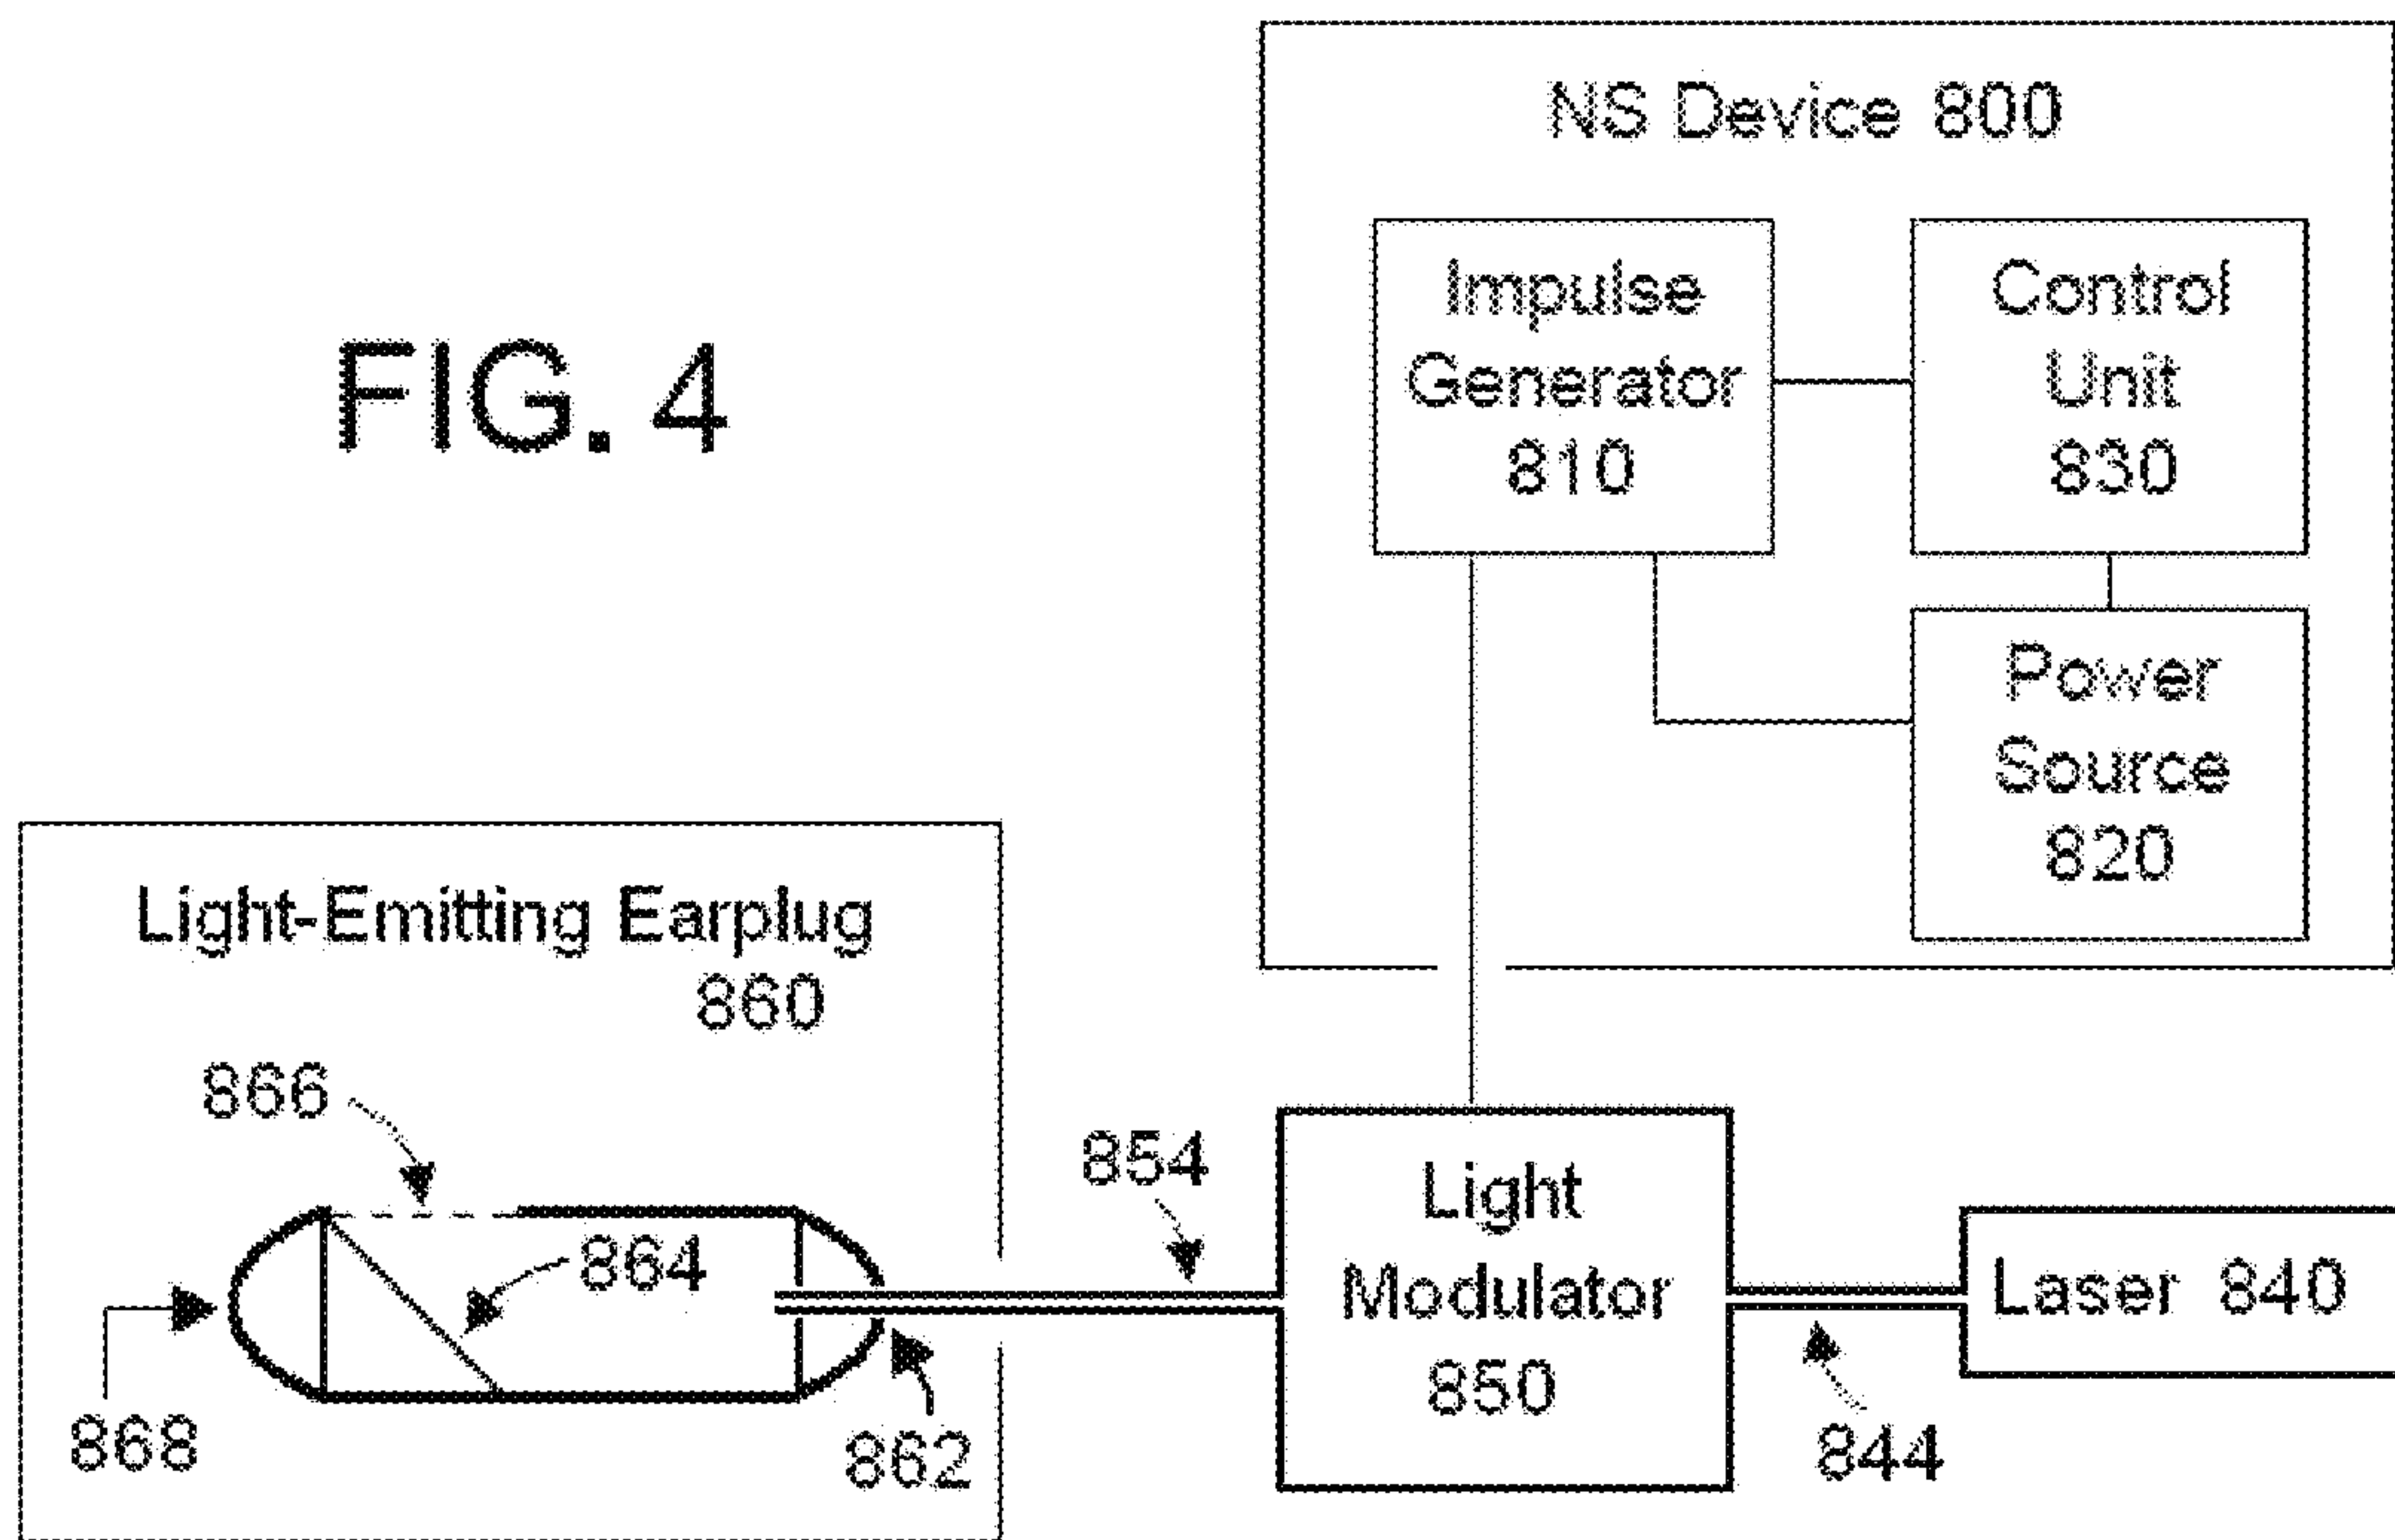 FIG. 4
NS Device 800
Impulse
Generator
810
Control
Unit
830
Power
Source
820
Light-Emitting Earplug
860
866
864
868
862
854
Light
Modulator
850
844
Laser 840